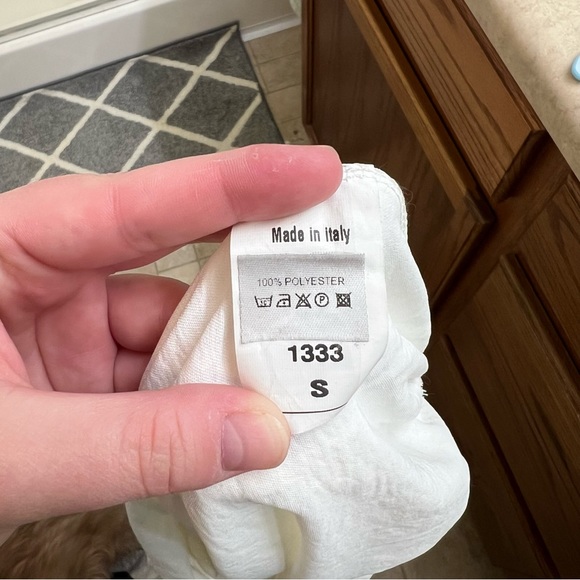 Made in italy
100% POLYESTER
1333
S